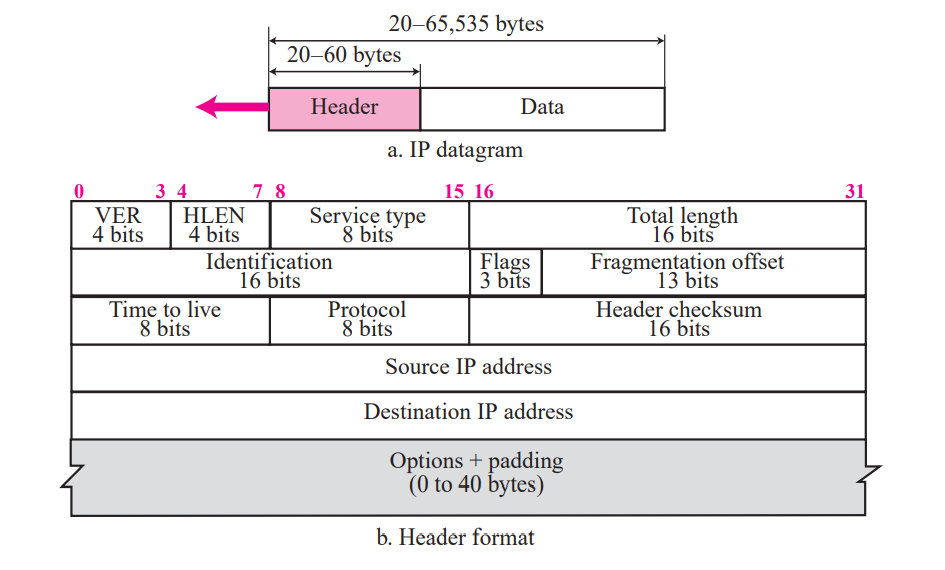 20–65,535 bytes
20–60 bytes
Header
Data
a. IP datagram
0 3 4 7 8 15 16 31
VER
4 bits
HLEN
4 bits
Service type
8 bits
Total length
16 bits
Identification
16 bits
Flags
3 bits
Fragmentation offset
13 bits
Time to live
8 bits
Protocol
8 bits
Header checksum
16 bits
Source IP address
Destination IP address
Options + padding
(0 to 40 bytes)
b. Header format